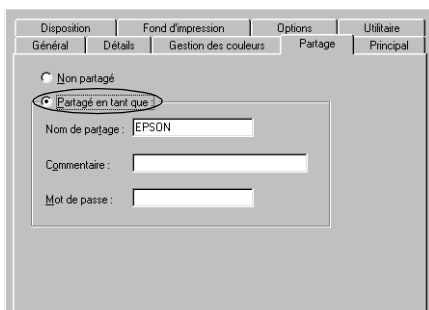 Disposition Fond d'impression Options Utilitaire
Général Détails Gestion des couleurs Partage Principal
Non partagé
Partagé en tant que :
Nom de partage : EPSON
Commentaire :
Mot de passe :